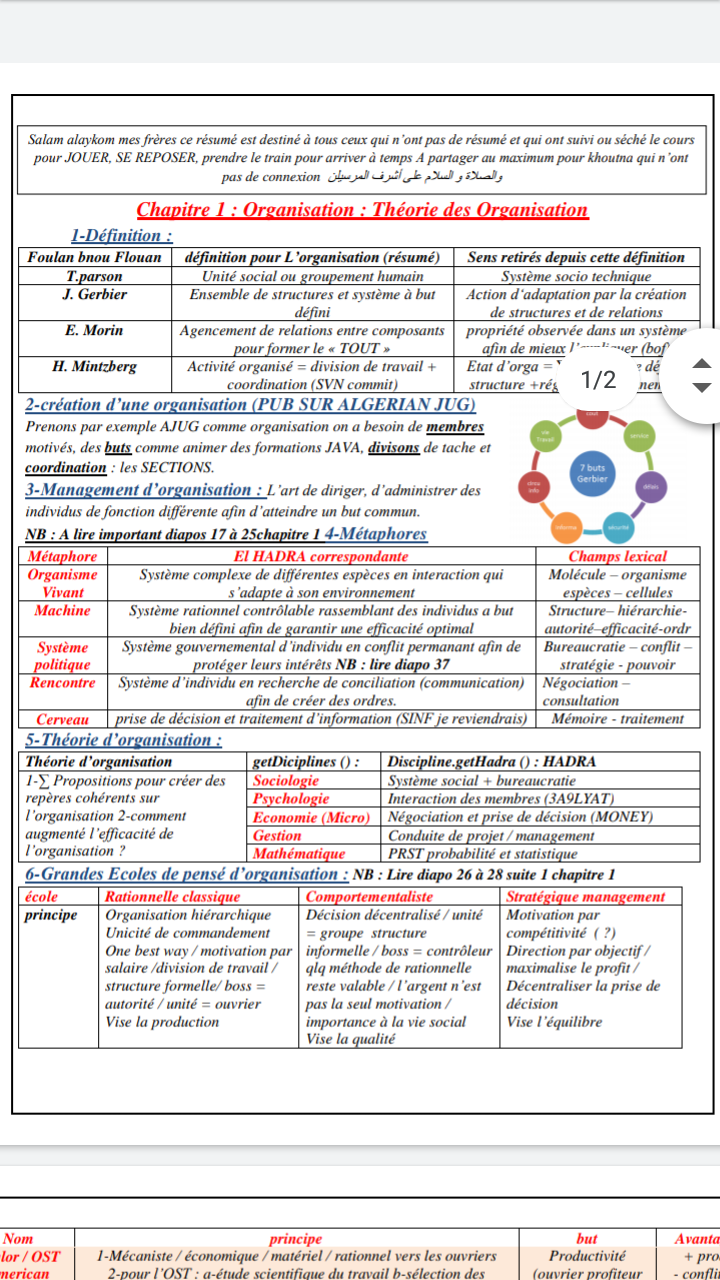 Salam alaykom mes frères ce résumé est destiné à tous ceux qui n'ont pas de résumé et qui ont suivi ou séché le cours
pour JOUER, SE REPOSER, prendre le train pour arriver à temps A partager au maximum pour khoutna qui n'ont
pas de connexion والصلاة و السلام على أشرف المرسيلن
Chapitre 1 : Organisation : Théorie des Organisation
1-Définition :
Foulan bnou Flouan définition pour L'organisation (résumé) Sens retirés depuis cette définition
T.parson Unité social ou groupement humain Système socio technique
J. Gerbier Ensemble de structures et système à but Action d'adaptation par la création
défini de structures et de relations
E. Morin Agencement de relations entre composants propriété observée dans un système
pour former le « TOUT » afin de mieux (bof)
H. Mintzberg Activité organisé = division de travail + Etat d'orga =
coordination (SVN commit) structure
1/2
2-création d'une organisation (PUB SUR ALGERIAN JUG)
Prenons par exemple AJUG comme organisation on a besoin de membres
motivés, des buts comme animer des formations JAVA, divisons de tache et
coordination : les SECTIONS.
cout
vie Travail
service
7 buts Gerbier
délais
sécurité
informe
3-Management d'organisation : L'art de diriger, d'administrer des
individus de fonction différente afin d'atteindre un but commun.
NB : A lire important diapos 17 à 25chapitre 1 4-Métaphores
Métaphore El HADRA correspondante Champs lexical
Organisme Système complexe de différentes espèces en interaction qui Molécule – organisme
Vivant s'adapte à son environnement espèces – cellules
Machine Système rationnel contrôlable rassemblant des individus a but Structure– hiérarchie-
bien défini afin de garantir une efficacité optimal autorité–efficacité-ordr
Système Système gouvernemental d'individu en conflit permanant afin de Bureaucratie – conflit –
politique protéger leurs intérêts NB : lire diapo 37 stratégie - pouvoir
Rencontre Système d'individu en recherche de conciliation (communication) Négociation –
afin de créer des ordres. consultation
Cerveau prise de décision et traitement d'information (SINF je reviendrais) Mémoire - traitement
5-Théorie d'organisation :
Théorie d'organisation getDiciplines () : Discipline.getHadra () : HADRA
1-∑ Propositions pour créer des Sociologie Système social + bureaucratie
repères cohérents sur Psychologie Interaction des membres (3A9LYAT)
l'organisation 2-comment Economie (Micro) Négociation et prise de décision (MONEY)
augmenté l'efficacité de Gestion Conduite de projet / management
l'organisation ? Mathématique PRST probabilité et statistique
6-Grandes Ecoles de pensé d'organisation : NB : Lire diapo 26 à 28 suite 1 chapitre 1
école Rationnelle classique Comportementaliste Stratégique management
principe Organisation hiérarchique Décision décentralisé / unité Motivation par
Unicité de commandement = groupe structure compétitivité ( ?)
One best way / motivation par informelle / boss = contrôleur Direction par objectif /
salaire /division de travail / qlq méthode de rationnelle maximalise le profit /
structure formelle/ boss = reste valable / l'argent n'est Décentraliser la prise de
autorité / unité = ouvrier pas la seul motivation / décision
Vise la production importance à la vie social Vise l'équilibre
Vise la qualité
Nom principe but Avanta
lor / OST 1-Mécaniste / économique / matériel / rationnel vers les ouvriers Productivité + pro
merican 2-pour l'OST : a-étude scientifique du travail b-sélection des (ouvrier profiteur - confli